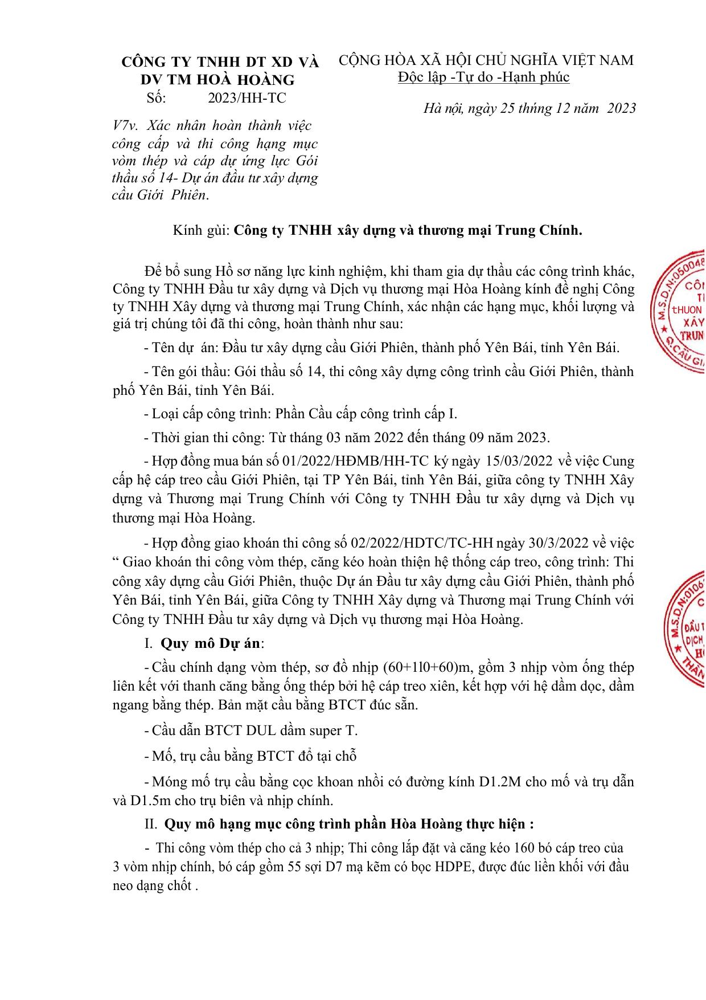 CÔNG TY TNHH DT XD VÀ
DV TM HOÀ HOÀNG
Số: 2023/HH-TC
CỘNG HÒA XÃ HỘI CHỦ NGHĨA VIỆT NAM
Độc lập -Tự do -Hạnh phúc
Hà nội, ngày 25 thńng 12 năm 2023
V7v. Xác nhân hoàn thành việc
công cấp và thi công hạng mục
vòm thép và cáp dự ứng lực Gói
thầu số 14- Dự án đầu tư xây dựng
cầu Giới Phiên.
Kính gùi: Công ty TNHH xây dựng và thương mại Trung Chính.
Để bổ sung Hồ sơ năng lực kinh nghiệm, khi tham gia dự thầu các công trình khác,
Công ty TNHH Đầu tư xây dựng và Dịch vụ thương mại Hòa Hoàng kính đề nghị Công
ty TNHH Xây dựng và thương mại Trung Chính, xác nhận các hạng mục, khối lượng và
giá trị chúng tôi đã thi công, hoàn thành như sau:
- Tên dự án: Đầu tư xây dựng cầu Giới Phiên, thành phố Yên Bái, tỉnh Yên Bái.
- Tên gói thầu: Gói thầu số 14, thi công xây dựng công trình cầu Giới Phiên, thành
phố Yên Bái, tỉnh Yên Bái.
- Loại cấp công trình: Phần Cầu cấp công trình cấp I.
- Thời gian thi công: Từ tháng 03 năm 2022 đến tháng 09 năm 2023.
- Hợp đồng mua bán số 01/2022/HĐMB/HH-TC ký ngày 15/03/2022 về việc Cung
cấp hệ cáp treo cầu Giới Phiên, tại TP Yên Bái, tỉnh Yên Bái, giữa công ty TNHH Xây
dựng và Thương mại Trung Chính với Công ty TNHH Đầu tư xây dựng và Dịch vụ
thương mại Hòa Hoàng.
- Hợp đồng giao khoán thi công số 02/2022/HDTC/TC-HH ngày 30/3/2022 về việc
“ Giao khoán thi công vòm thép, căng kéo hoàn thiện hệ thống cáp treo, công trình: Thi
công xây dựng cầu Giới Phiên, thuộc Dự án Đầu tư xây dựng cầu Giới Phiên, thành phố
Yên Bái, tỉnh Yên Bái, giữa Công ty TNHH Xây dựng và Thương mại Trung Chính với
Công ty TNHH Đầu tư xây dựng và Dịch vụ thương mại Hòa Hoàng.
I. Quy mô Dự án:
- Cầu chính dạng vòm thép, sơ đồ nhịp (60+1l0+60)m, gồm 3 nhịp vòm ống thép
liên kết với thanh căng bằng ống thép bởi hệ cáp treo xiên, kết hợp với hệ dầm dọc, dầm
ngang bằng thép. Bản mặt cầu bằng BTCT đúc sẵn.
- Cầu dẫn BTCT DUL dầm super T.
- Mố, trụ cầu bằng BTCT đổ tại chỗ
- Móng mố trụ cầu bằng cọc khoan nhồi có đường kính D1.2M cho mố và trụ dẫn
và D1.5m cho trụ biên và nhịp chính.
II. Quy mô hạng mục công trình phần Hòa Hoàng thực hiện :
- Thi công vòm thép cho cả 3 nhịp; Thi công lắp đặt và căng kéo 160 bó cáp treo của
3 vòm nhịp chính, bó cáp gồm 55 sợi D7 mạ kẽm có bọc HDPE, được đúc liền khối với đầu
neo dạng chốt .
M.S.D.N:050048
CÔN
T
tHUON
XÂY
TRUNG
Q.CẦU GIẤ
M.S.D.N:0106
C
ĐẦU T
DỊCH
H
THÀN